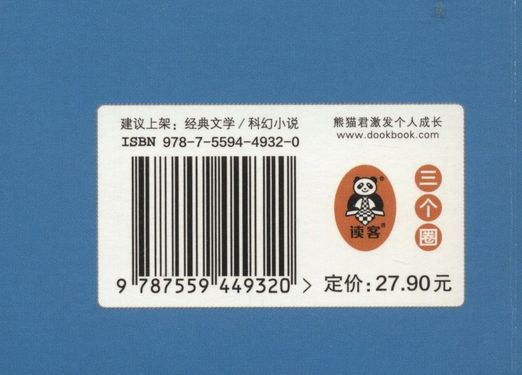 建议上架：经典文学/科幻小说
ISBN 978-7-5594-4932-0
9 787559 449320 >
熊猫君激发个人成长
www.dookbook.com
读客®
三个圈
定价：27.90元